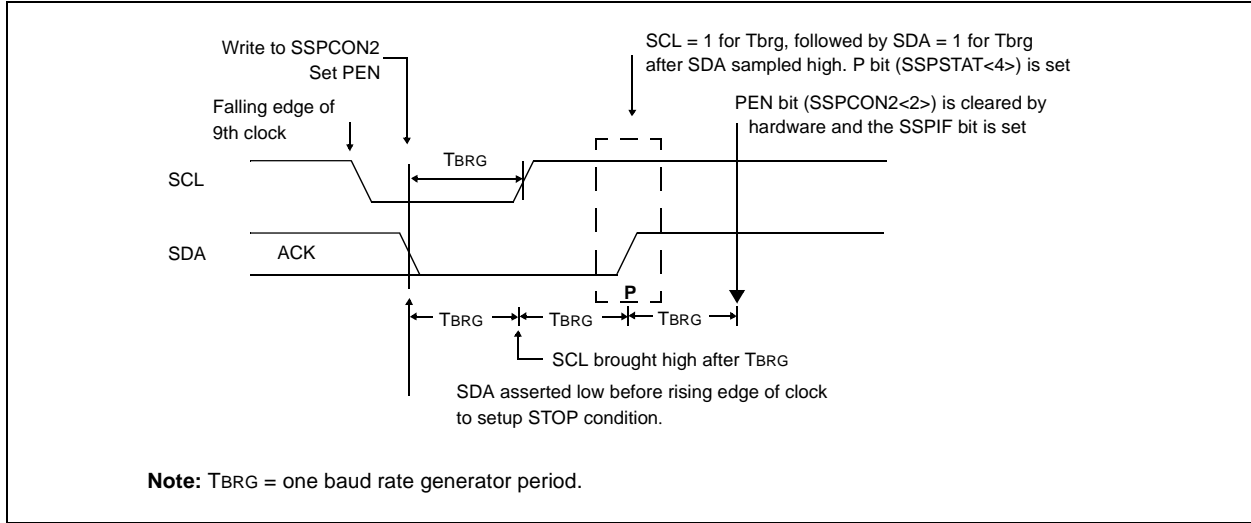 Write to SSPCON2
Set PEN
SCL = 1 for Tbrg, followed by SDA = 1 for Tbrg
after SDA sampled high. P bit (SSPSTAT<4>) is set
Falling edge of
9th clock
PEN bit (SSPCON2<2>) is cleared by
hardware and the SSPIF bit is set
TBRG
SCL
SDA
ACK
P
TBRG
TBRG
TBRG
SCL brought high after TBRG
SDA asserted low before rising edge of clock
to setup STOP condition.
Note: TBRG = one baud rate generator period.